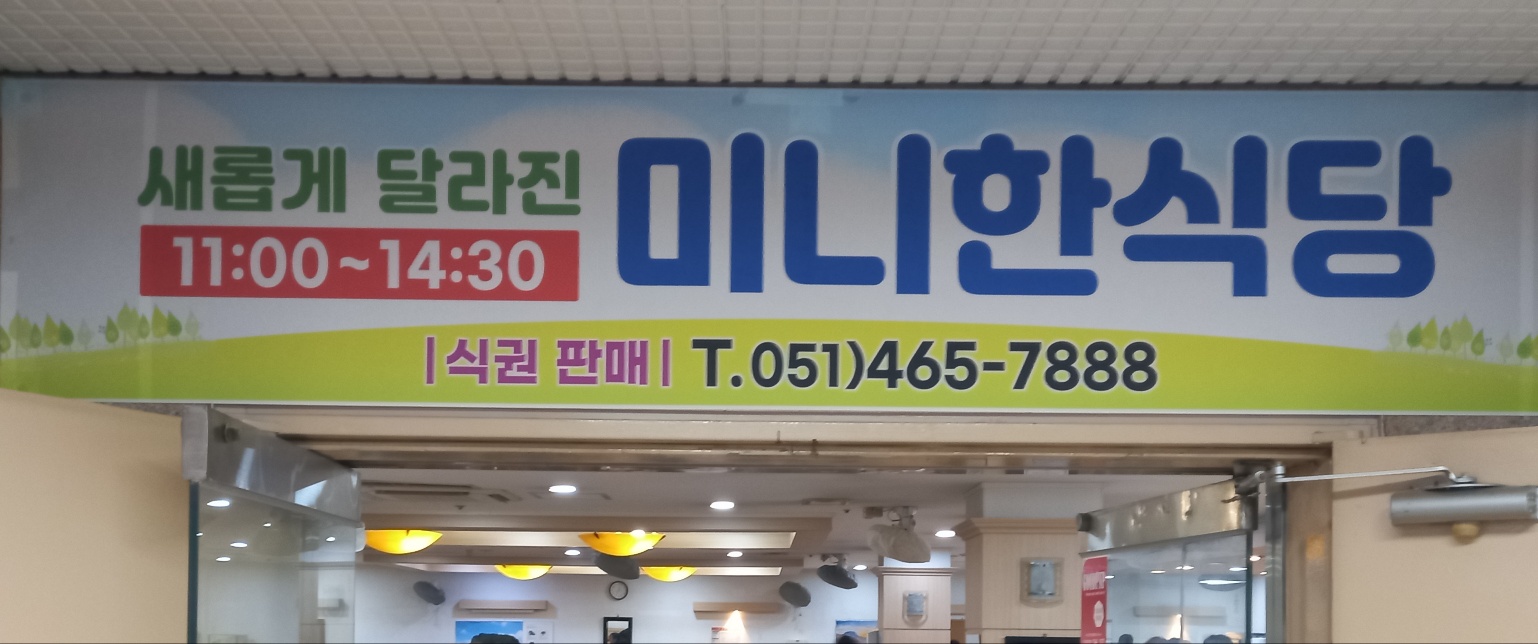 새롭게 달라진
11:00~14:30
미니한식당
|식권 판매| T.051)465-7888